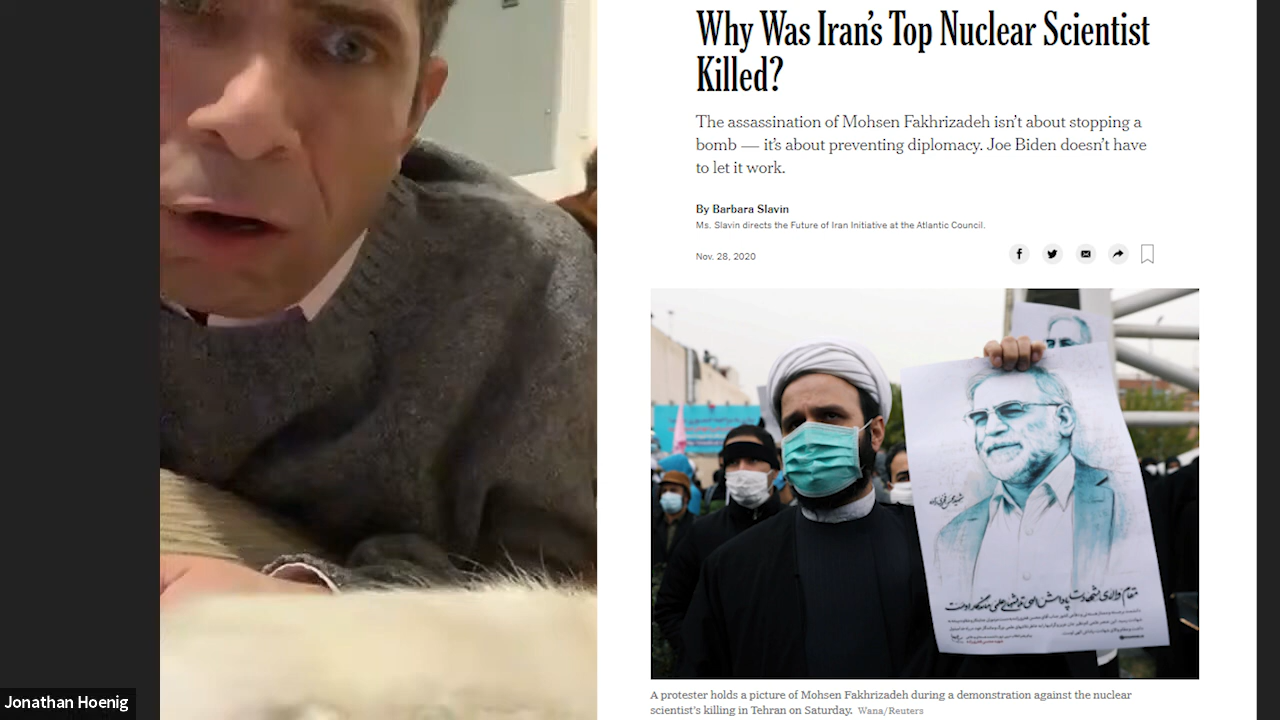 Why Was Iran's Top Nuclear Scientist
Killed?
The assassination of Mohsen Fakhrizadeh isn't about stopping a
bomb — it's about preventing diplomacy. Joe Biden doesn't have
to let it work.
By Barbara Slavin
Ms. Slavin directs the Future of Iran Initiative at the Atlantic Council.
Nov. 28, 2020
A protester holds a picture of Mohsen Fakhrizadeh during a demonstration against the nuclear
scientist's killing in Tehran on Saturday. Wana/Reuters
Jonathan Hoenig